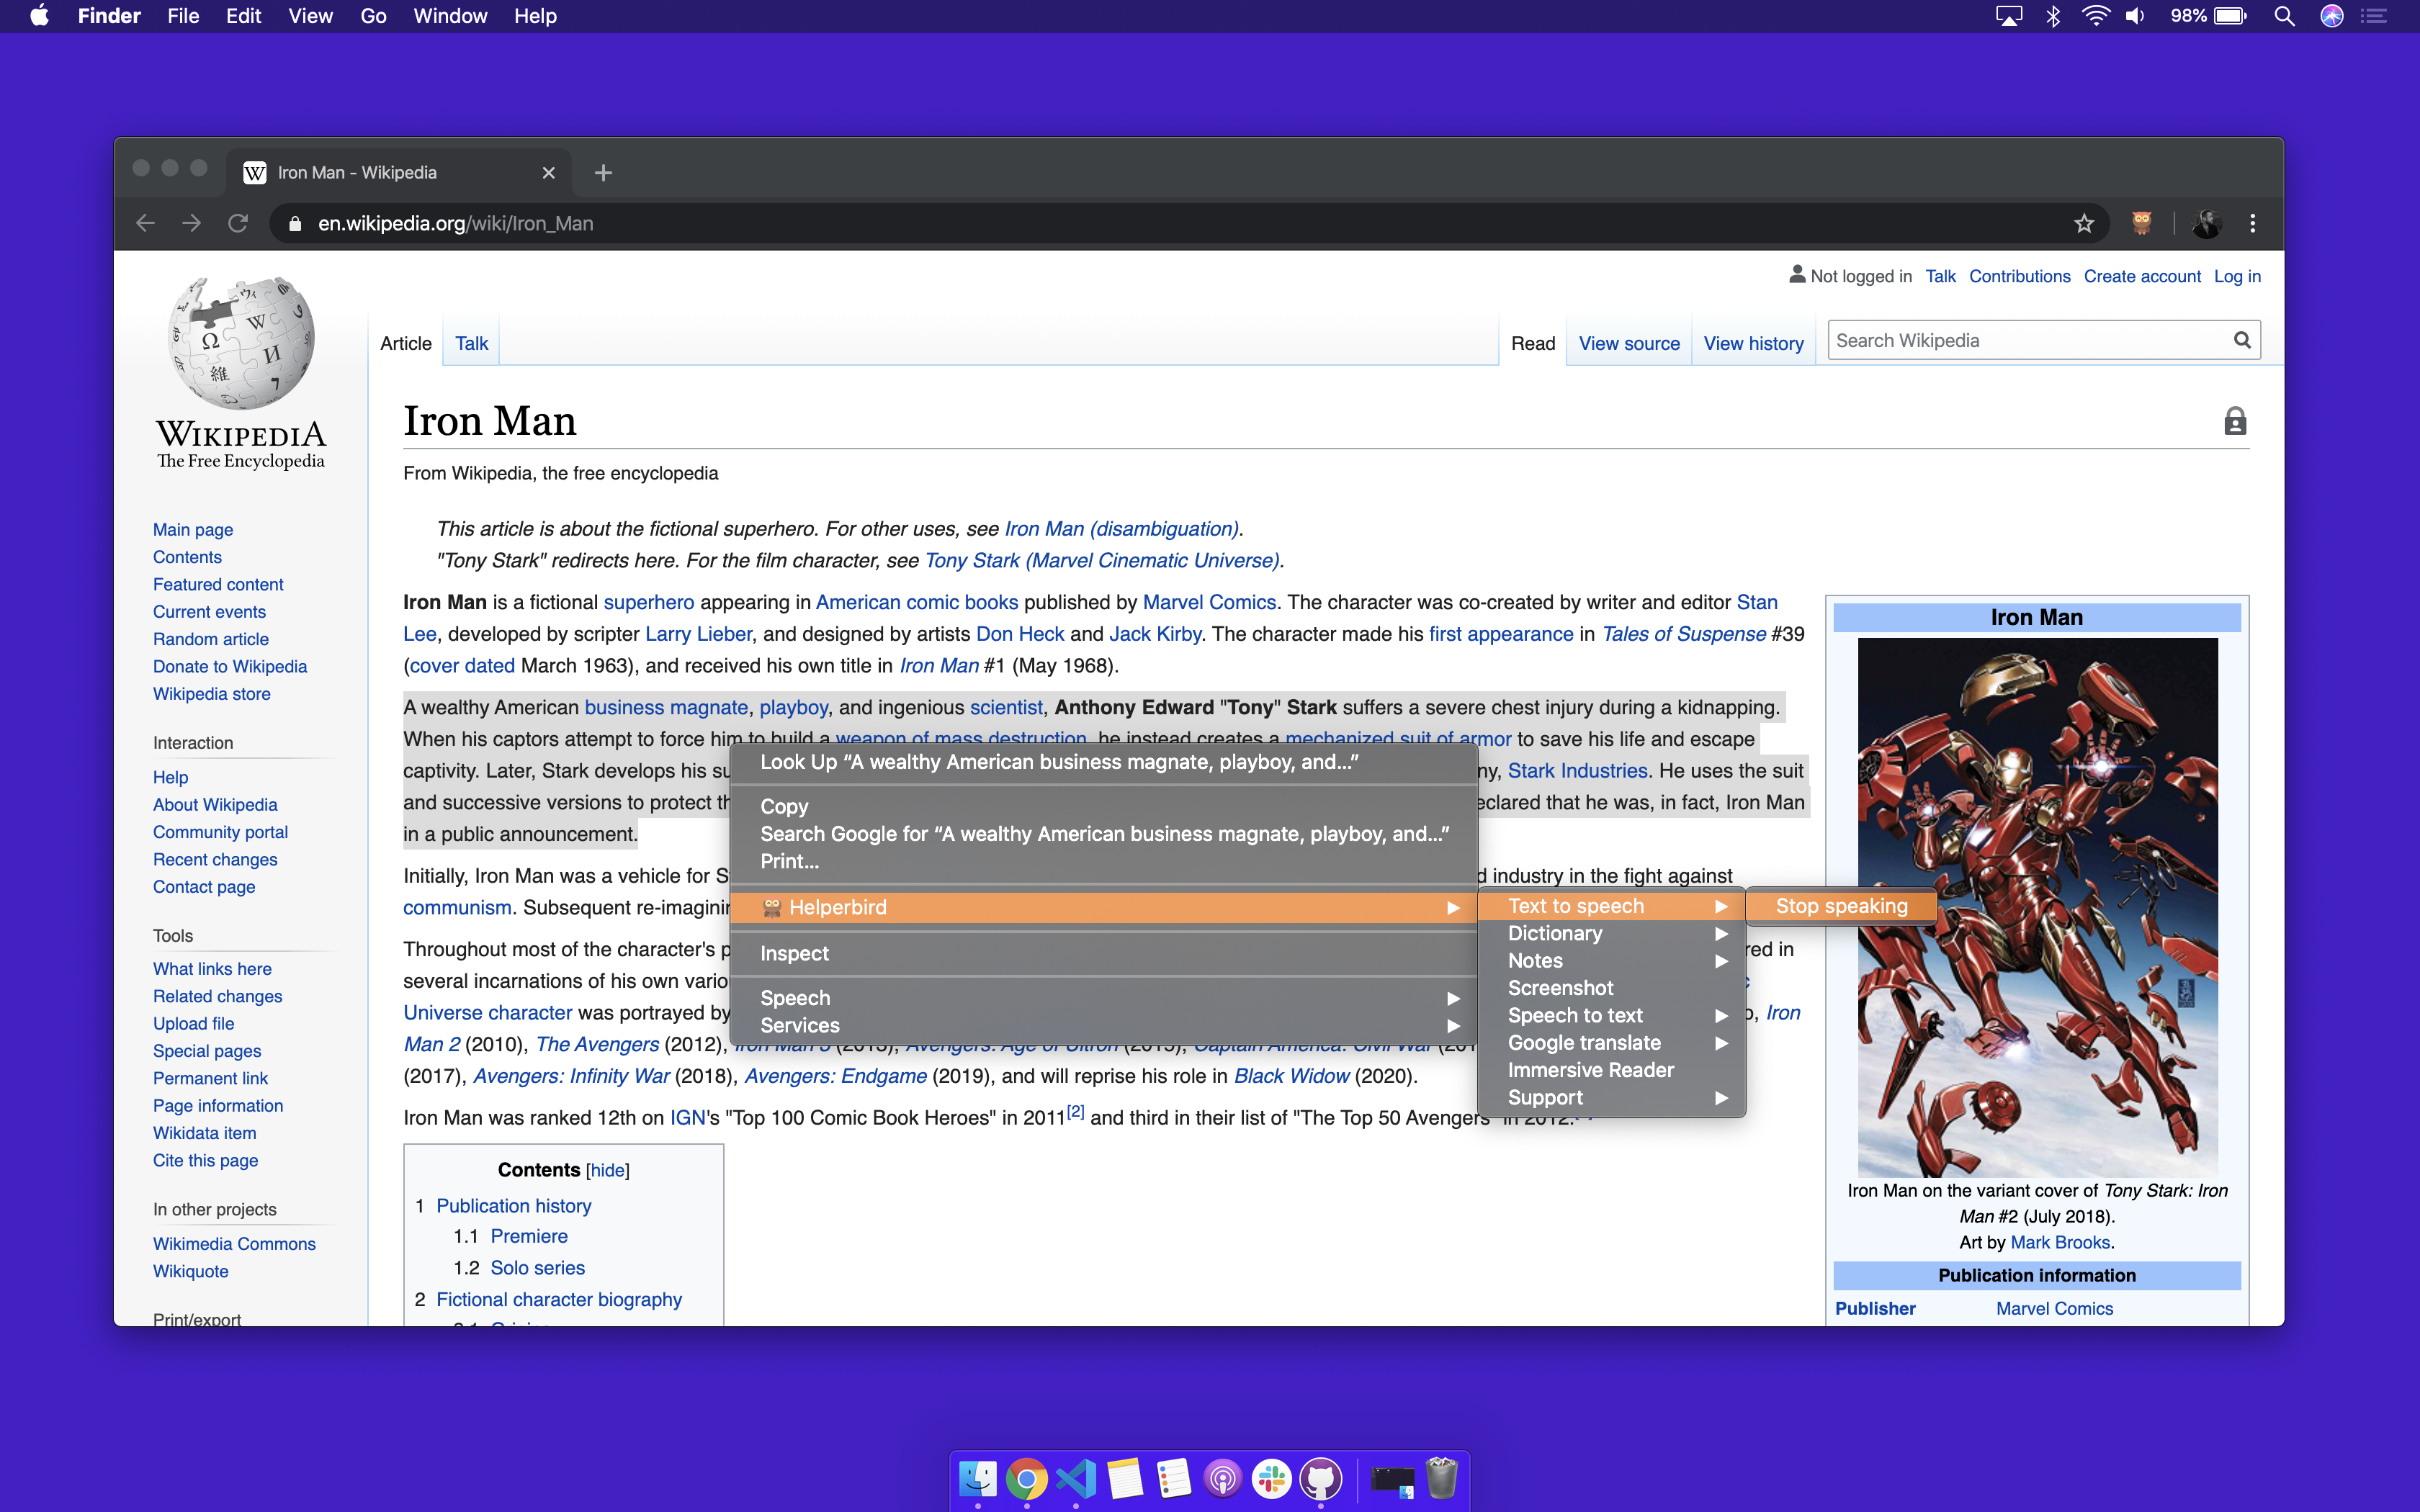 Finder File Edit View Go Window Help 98%
Iron Man - Wikipedia
en.wikipedia.org/wiki/Iron_Man
Not logged in Talk Contributions Create account Log in
Article Talk Read View source View history Search Wikipedia
WIKIPEDIA
The Free Encyclopedia
Main page
Contents
Featured content
Current events
Random article
Donate to Wikipedia
Wikipedia store
Interaction
Help
About Wikipedia
Community portal
Recent changes
Contact page
Tools
What links here
Related changes
Upload file
Special pages
Permanent link
Page information
Wikidata item
Cite this page
In other projects
Wikimedia Commons
Wikiquote
Print/export
Iron Man
From Wikipedia, the free encyclopedia
This article is about the fictional superhero. For other uses, see Iron Man (disambiguation).
"Tony Stark" redirects here. For the film character, see Tony Stark (Marvel Cinematic Universe).
Iron Man is a fictional superhero appearing in American comic books published by Marvel Comics. The character was co-created by writer and editor Stan
Lee, developed by scripter Larry Lieber, and designed by artists Don Heck and Jack Kirby. The character made his first appearance in Tales of Suspense #39
(cover dated March 1963), and received his own title in Iron Man #1 (May 1968).
A wealthy American business magnate, playboy, and ingenious scientist, Anthony Edward "Tony" Stark suffers a severe chest injury during a kidnapping.
When his captors attempt to force him to build a weapon of mass destruction, he instead creates a mechanized suit of armor to save his life and escape
captivity. Later, Stark develops his Stark Industries. He uses the suit
and successive versions to protect that he was, in fact, Iron Man
in a public announcement.
Initially, Iron Man was a vehicle for industry in the fight against
communism. Subsequent
Throughout most of the character's in
several incarnations of his own
Universe character was portrayed by Iron
Man 2 (2010), The Avengers (2012), Iron Man 3 (2013), Avengers: Age of Ultron (2015), Captain America: Civil War
(2017), Avengers: Infinity War (2018), Avengers: Endgame (2019), and will reprise his role in Black Widow (2020).
Iron Man was ranked 12th on IGN's "Top 100 Comic Book Heroes" in 2011[2] and third in their list of "The Top 50 Avengers" in 2012.
Contents [hide]
1 Publication history
1.1 Premiere
1.2 Solo series
2 Fictional character biography
Look Up “A wealthy American business magnate, playboy, and...”
Copy
Search Google for “A wealthy American business magnate, playboy, and...”
Print...
Helperbird
Inspect
Speech
Services
Text to speech
Dictionary
Notes
Screenshot
Speech to text
Google translate
Immersive Reader
Support
Stop speaking
Iron Man
Iron Man on the variant cover of Tony Stark: Iron
Man #2 (July 2018).
Art by Mark Brooks.
Publication information
Publisher Marvel Comics